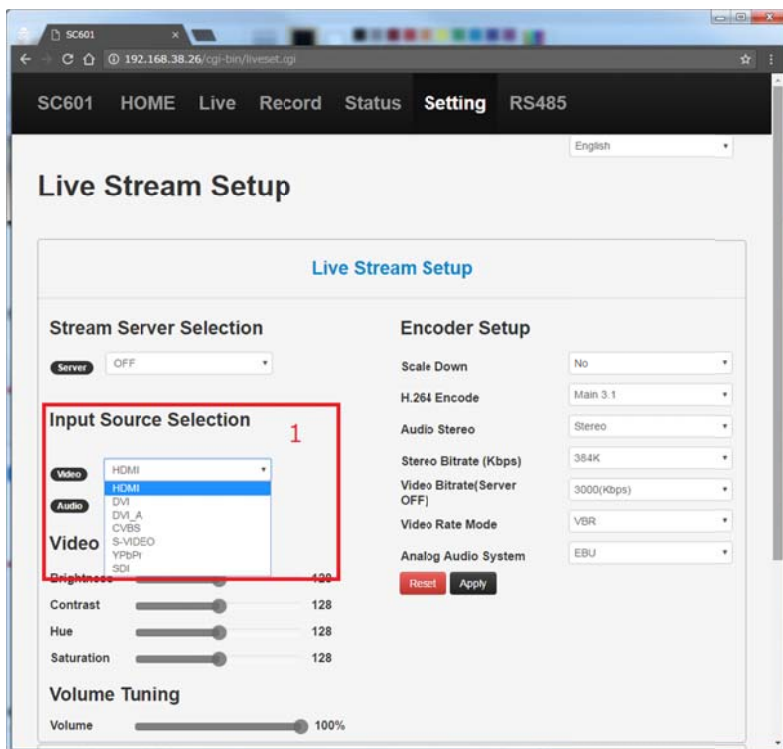 SC601
192.168.38.26/cgi-bin/liveset.cgi
SC601 HOME Live Record Status Setting RS485
English
Live Stream Setup
Live Stream Setup
Stream Server Selection
Server OFF
Input Source Selection
1
Video HDMI
HDMI
DVI
DVI_A
CVBS
S-VIDEO
YPbPr
SDI
Audio
Video
Brightness 128
Contrast 128
Hue 128
Saturation 128
Volume Tuning
Volume 100%
Encoder Setup
Scale Down No
H.264 Encode Main 3.1
Audio Stereo Stereo
Stereo Bitrate (Kbps) 384K
Video Bitrate(Server OFF) 3000(Kbps)
Video Rate Mode VBR
Analog Audio System EBU
Reset Apply